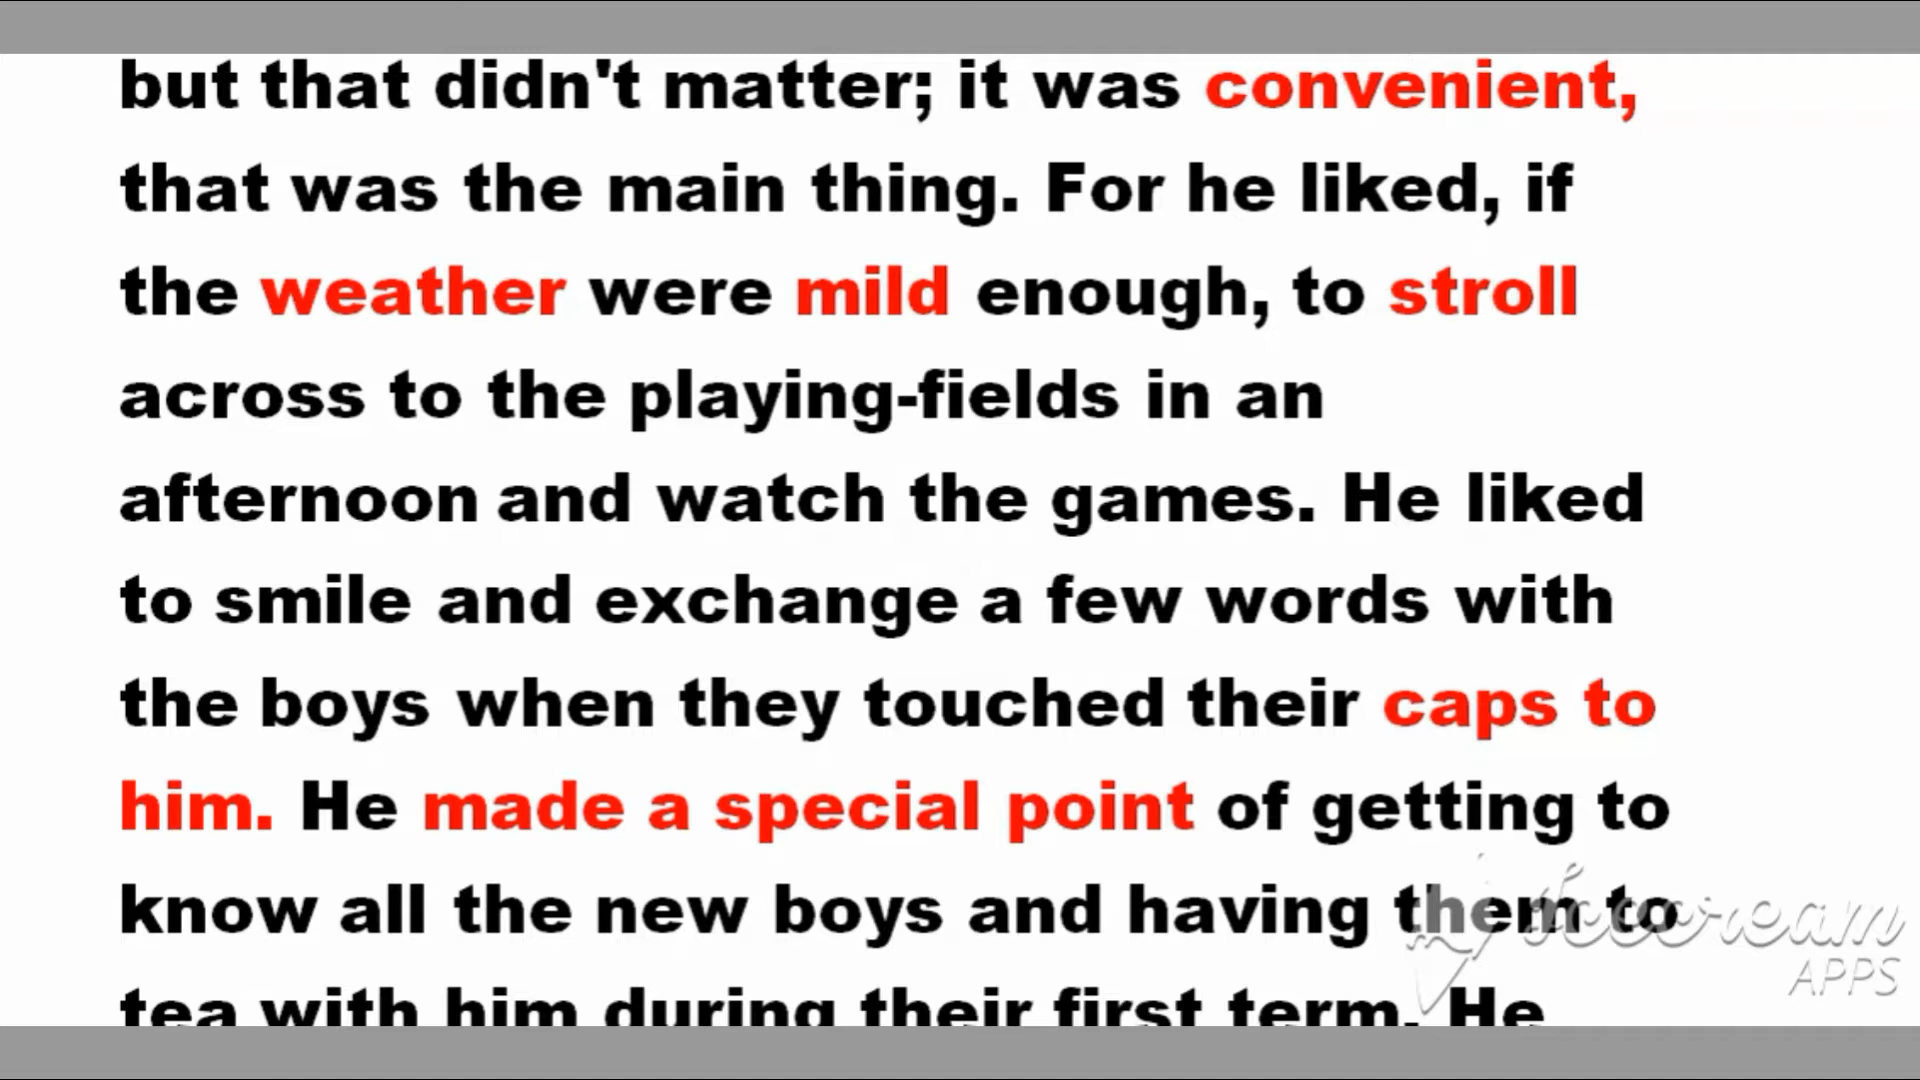 but that didn't matter; it was convenient,
that was the main thing. For he liked, if
the weather were mild enough, to stroll
across to the playing-fields in an
afternoon and watch the games. He liked
to smile and exchange a few words with
the boys when they touched their caps to
him. He made a special point of getting to
know all the new boys and having them to
tea with him during their first term. He
Icecream
APPS